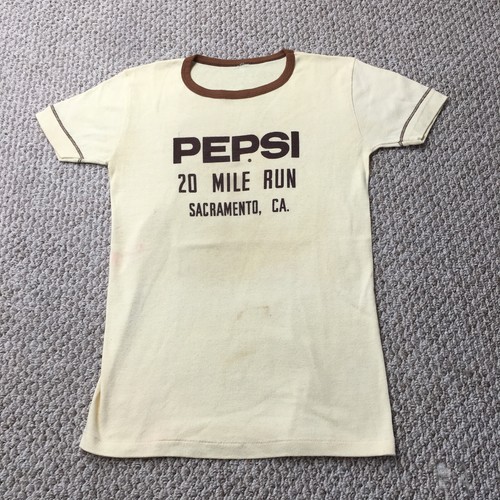 PEPSI
20 MILE RUN
SACRAMENTO, CA.